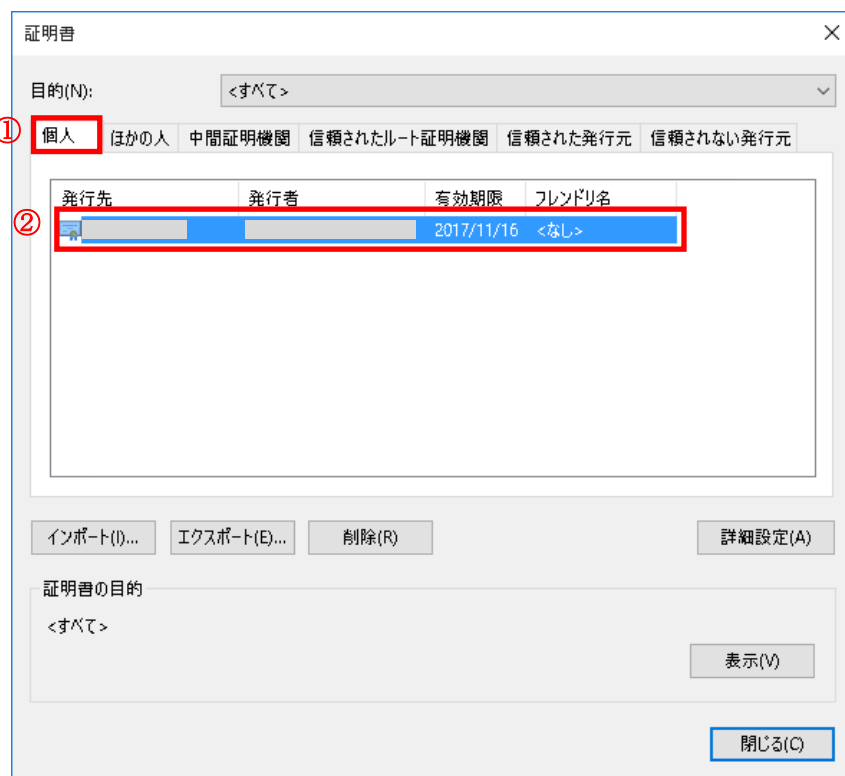 証明書
目的(N): <すべて>
① 個人 ほかの人 中間証明機関 信頼されたルート証明機関 信頼された発行元 信頼されない発行元
発行先 発行者 有効期限 フレンドリ名
② 2017/11/16 <なし>
インポート(I)... エクスポート(E)... 削除(R) 詳細設定(A)
証明書の目的
<すべて>
表示(V)
閉じる(C)